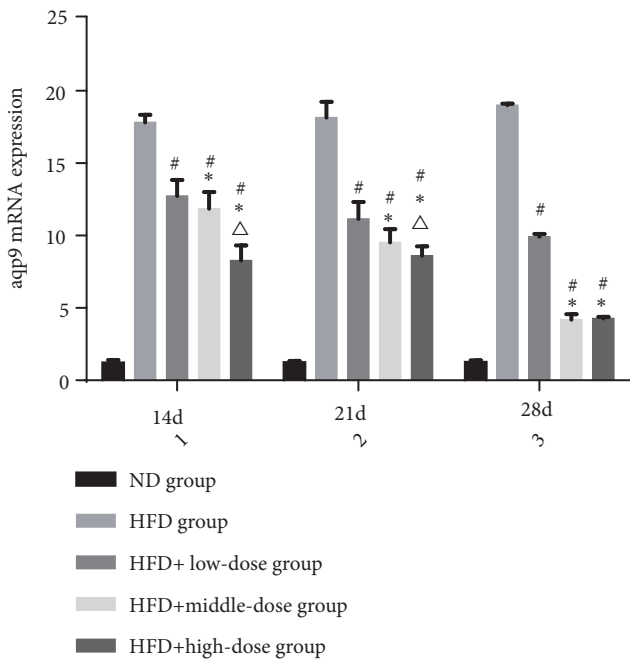 aqp9 mRNA expression
25
20
15
10
5
0
# # * # * △
# # * # * △
# # * # *
14d 21d 28d
1 2 3
ND group
HFD group
HFD+ low-dose group
HFD+middle-dose group
HFD+high-dose group